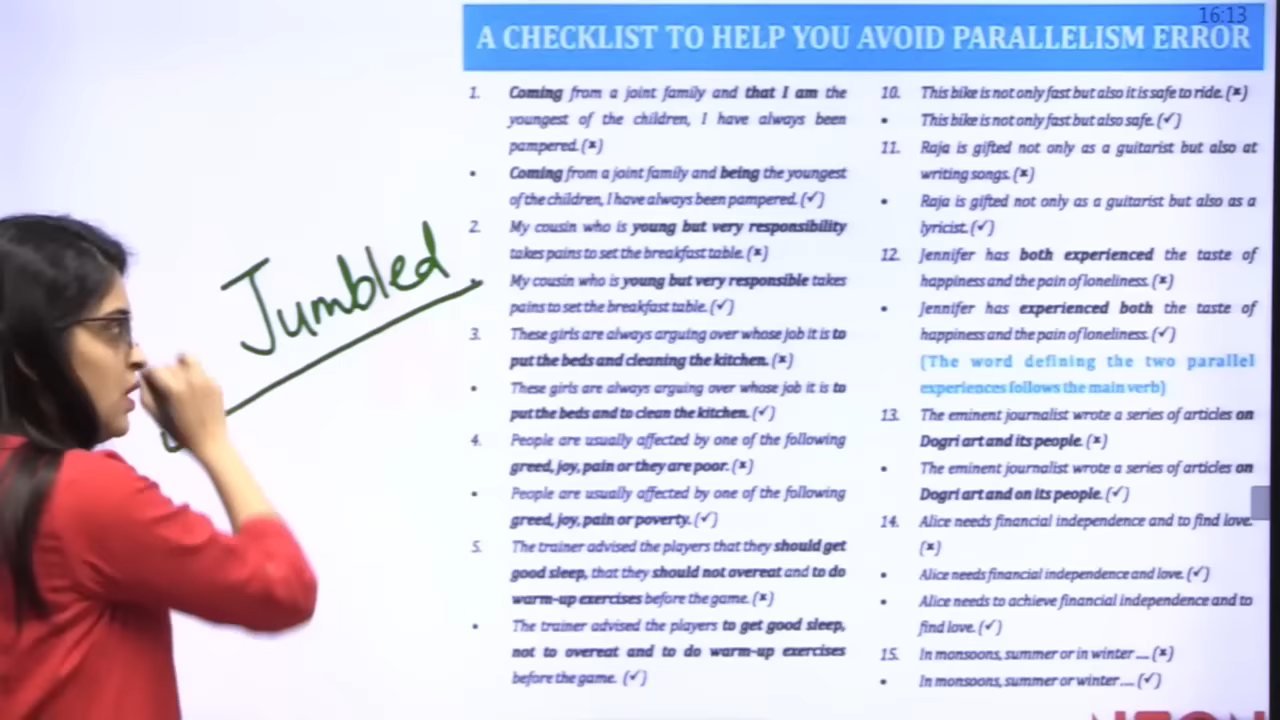 16:13
A CHECKLIST TO HELP YOU AVOID PARALLELISM ERROR
Jumbled
1. Coming from a joint family and that I am the
youngest of the children, I have always been
pampered. (×)
• Coming from a joint family and being the youngest
of the children, I have always been pampered. (✓)
2. My cousin who is young but very responsibility
takes pains to set the breakfast table. (×)
• My cousin who is young but very responsible takes
pains to set the breakfast table. (✓)
3. These girls are always arguing over whose job it is to
put the beds and cleaning the kitchen. (×)
• These girls are always arguing over whose job it is to
put the beds and to clean the kitchen. (✓)
4. People are usually affected by one of the following
greed, joy, pain or they are poor. (×)
• People are usually affected by one of the following
greed, joy, pain or poverty. (✓)
5. The trainer advised the players that they should get
good sleep, that they should not overeat and to do
warm-up exercises before the game. (×)
• The trainer advised the players to get good sleep,
not to overeat and to do warm-up exercises
before the game. (✓)
10. This bike is not only fast but also it is safe to ride. (×)
• This bike is not only fast but also safe. (✓)
11. Raja is gifted not only as a guitarist but also at
writing songs. (×)
• Raja is gifted not only as a guitarist but also as a
lyricist. (✓)
12. Jennifer has both experienced the taste of
happiness and the pain of loneliness. (×)
• Jennifer has experienced both the taste of
happiness and the pain of loneliness. (✓)
(The word defining the two parallel
experiences follows the main verb)
13. The eminent journalist wrote a series of articles on
Dogri art and its people. (×)
• The eminent journalist wrote a series of articles on
Dogri art and on its people. (✓)
14. Alice needs financial independence and to find love.
(×)
• Alice needs financial independence and love. (✓)
• Alice needs to achieve financial independence and to
find love. (✓)
15. In monsoons, summer or in winter .... (×)
• In monsoons, summer or winter .... (✓)